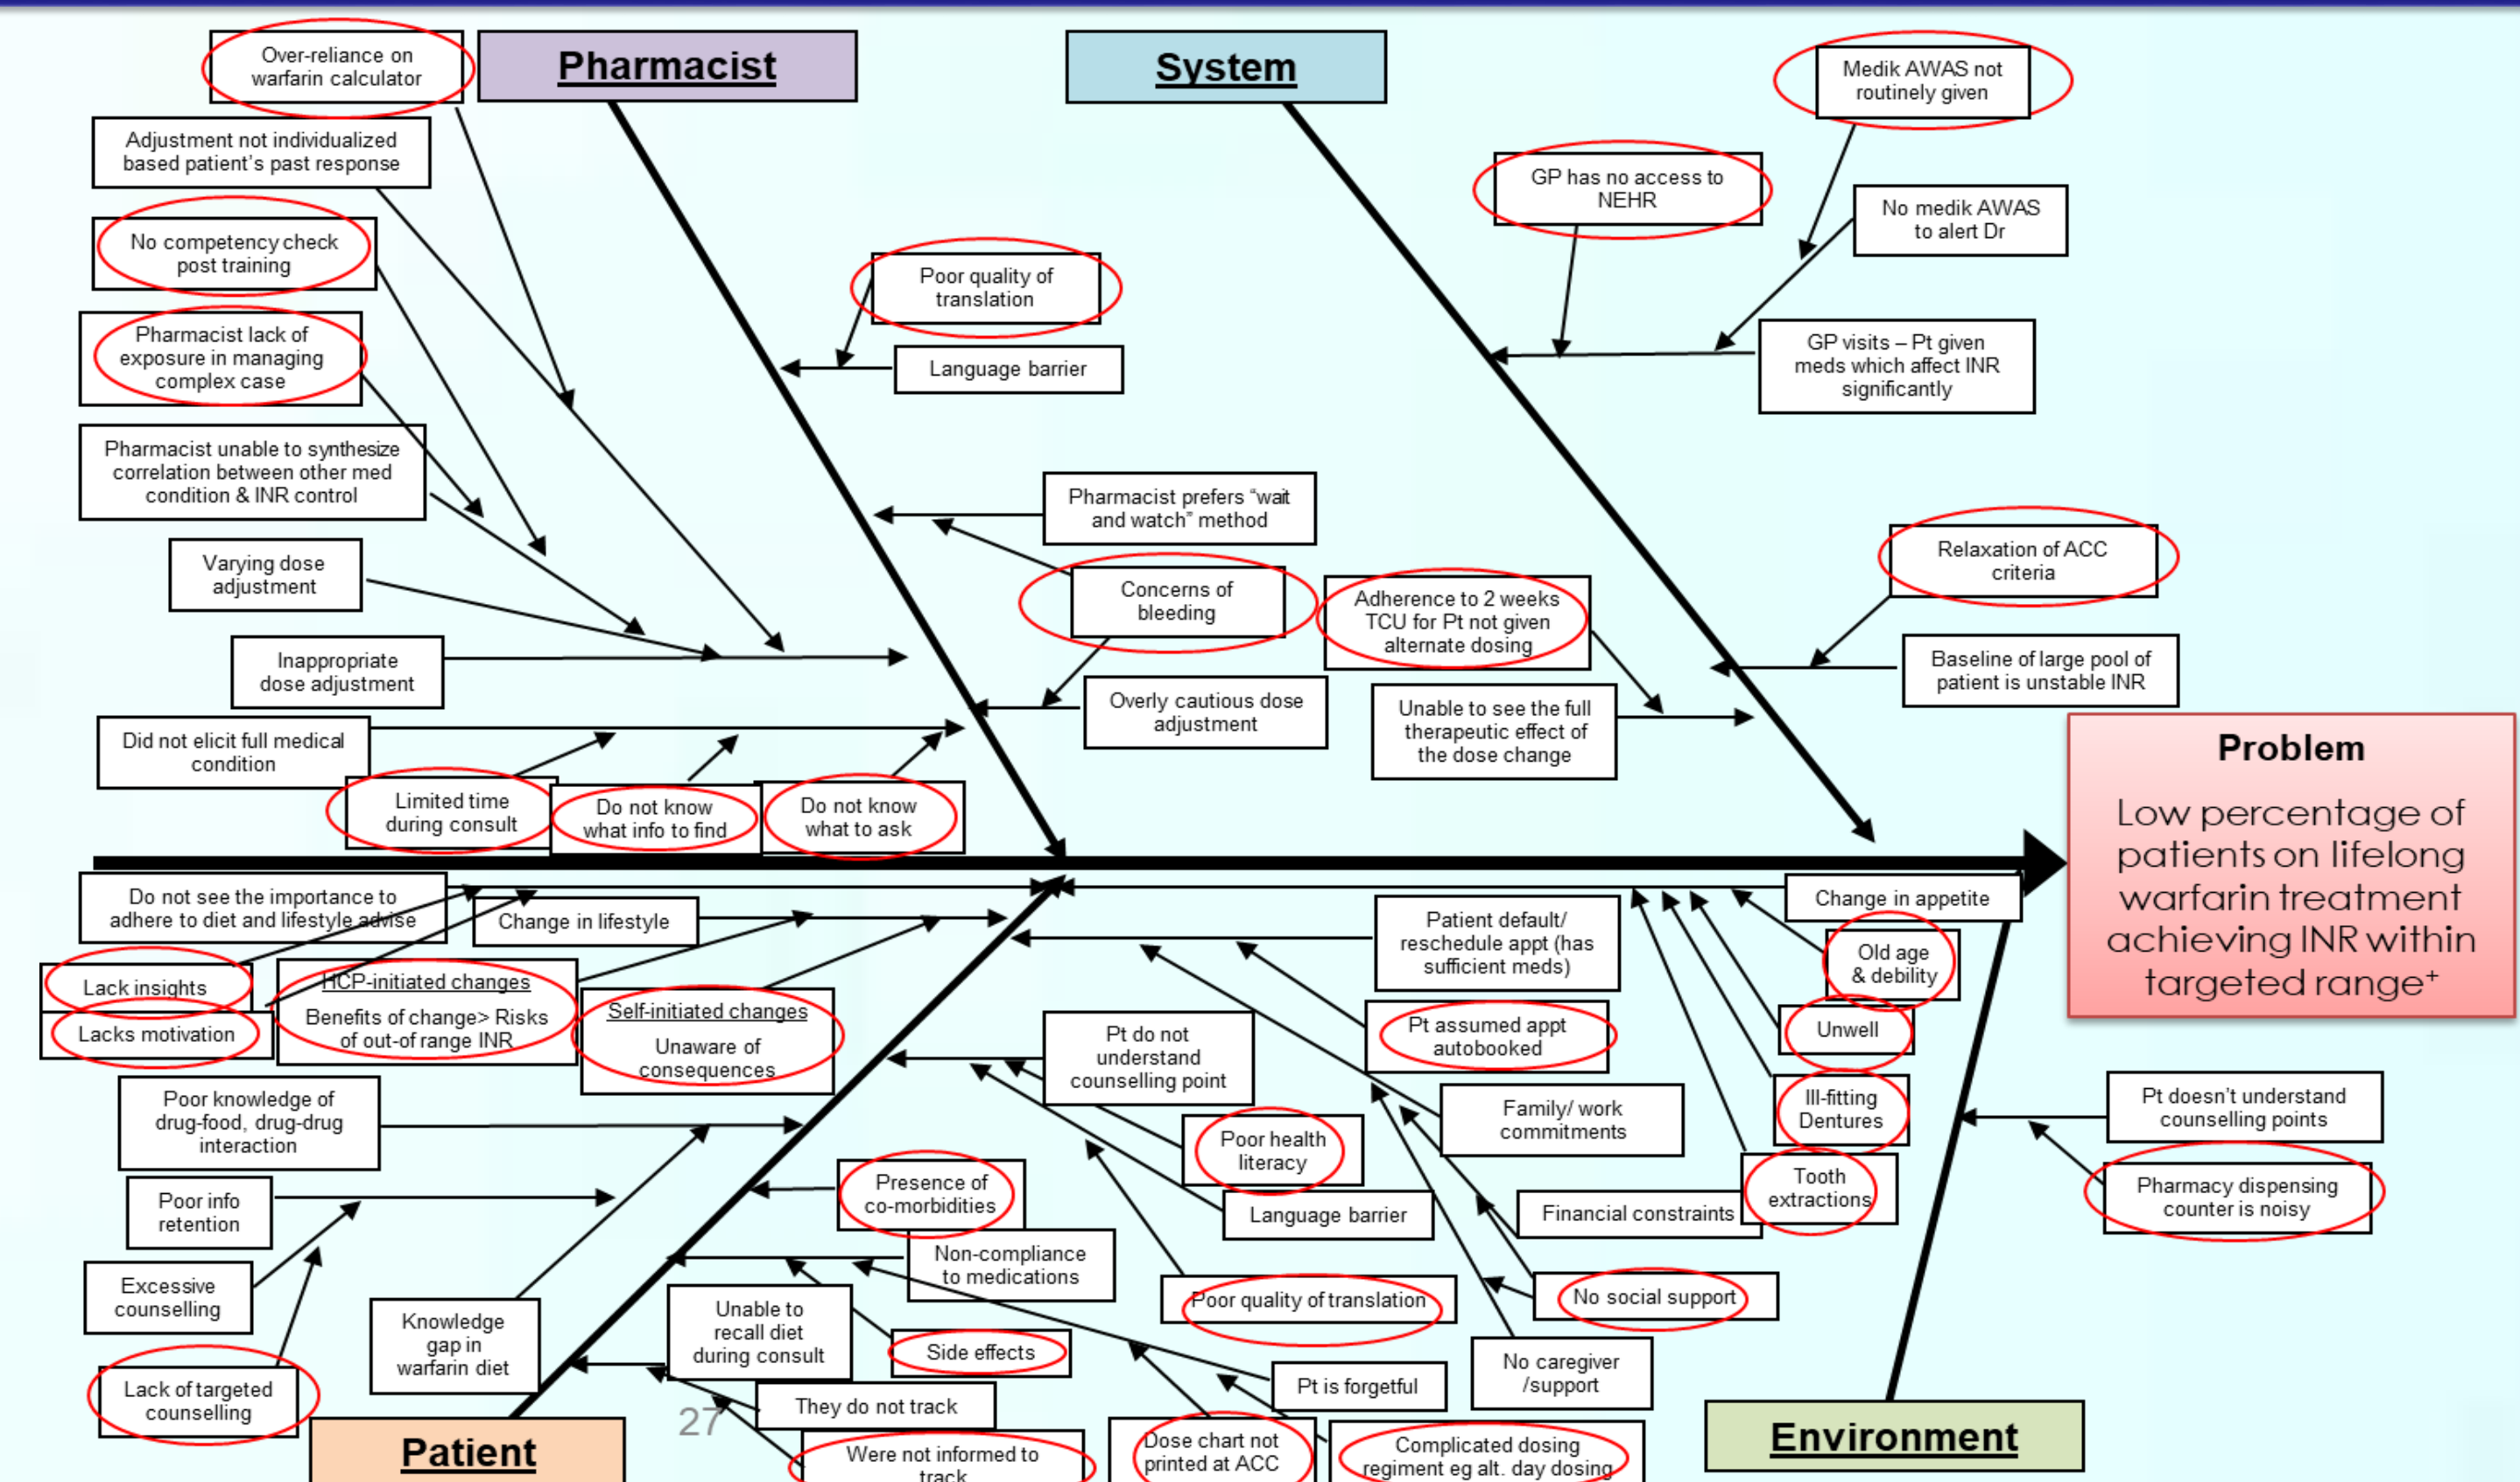 Over-reliance on
warfarin calculator
Pharmacist
System
Medik AWAS not
routinely given
Adjustment not individualized
based patient's past response
GP has no access to
NEHR
No medik AWAS
to alert Dr
No competency check
post training
Poor quality of
translation
Pharmacist lack of
exposure in managing
complex case
Language barrier
GP visits – Pt given
meds which affect INR
significantly
Pharmacist unable to synthesize
correlation between other med
condition & INR control
Pharmacist prefers “wait
and watch” method
Relaxation of ACC
criteria
Varying dose
adjustment
Concerns of
bleeding
Adherence to 2 weeks
TCU for Pt not given
alternate dosing
Inappropriate
dose adjustment
Baseline of large pool of
patient is unstable INR
Overly cautious dose
adjustment
Unable to see the full
therapeutic effect of
the dose change
Did not elicit full medical
condition
Limited time
during consult
Do not know
what info to find
Do not know
what to ask
Problem
Low percentage of
patients on lifelong
warfarin treatment
achieving INR within
targeted range+
Do not see the importance to
adhere to diet and lifestyle advise
Change in lifestyle
Patient default/
reschedule appt (has
sufficient meds)
Change in appetite
Old age
& debility
Lack insights
Lacks motivation
HCP-initiated changes
Benefits of change> Risks
of out-of range INR
Self-initiated changes
Unaware of
consequences
Pt do not
understand
counselling point
Pt assumed appt
autobooked
Unwell
Poor knowledge of
drug-food, drug-drug
interaction
Poor health
literacy
Family/ work
commitments
Ill-fitting
Dentures
Pt doesn't understand
counselling points
Poor info
retention
Presence of
co-morbidities
Language barrier
Financial constraints
Tooth
extractions
Pharmacy dispensing
counter is noisy
Excessive
counselling
Non-compliance
to medications
Poor quality of translation
No social support
Knowledge
gap in
warfarin diet
Unable to
recall diet
during consult
Side effects
No caregiver
/support
Lack of targeted
counselling
They do not track
Pt is forgetful
27
Patient
Were not informed to
track
Dose chart not
printed at ACC
Complicated dosing
regiment eg alt. day dosing
Environment